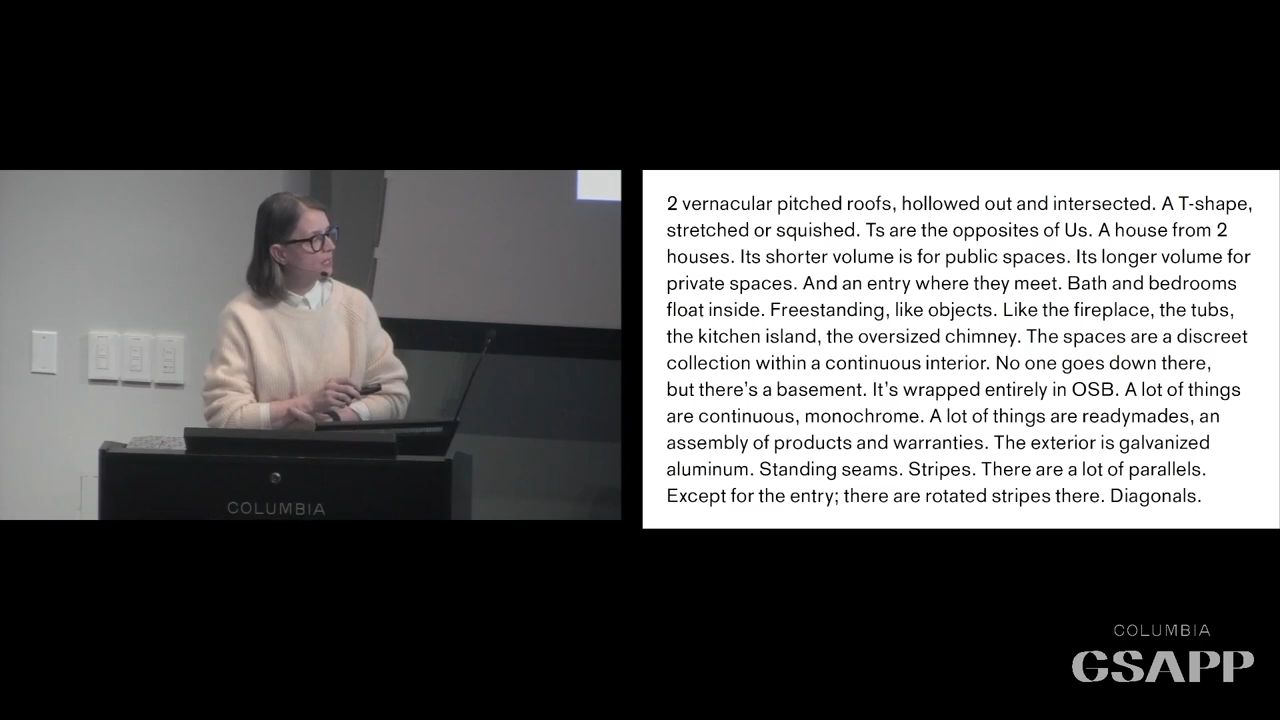 2 vernacular pitched roofs, hollowed out and intersected. A T-shape,
stretched or squished. Ts are the opposites of Us. A house from 2
houses. Its shorter volume is for public spaces. Its longer volume for
private spaces. And an entry where they meet. Bath and bedrooms
float inside. Freestanding, like objects. Like the fireplace, the tubs,
the kitchen island, the oversized chimney. The spaces are a discreet
collection within a continuous interior. No one goes down there,
but there's a basement. It's wrapped entirely in OSB. A lot of things
are continuous, monochrome. A lot of things are readymades, an
assembly of products and warranties. The exterior is galvanized
aluminum. Standing seams. Stripes. There are a lot of parallels.
Except for the entry; there are rotated stripes there. Diagonals.
COLUMBIA
COLUMBIA
GSAPP